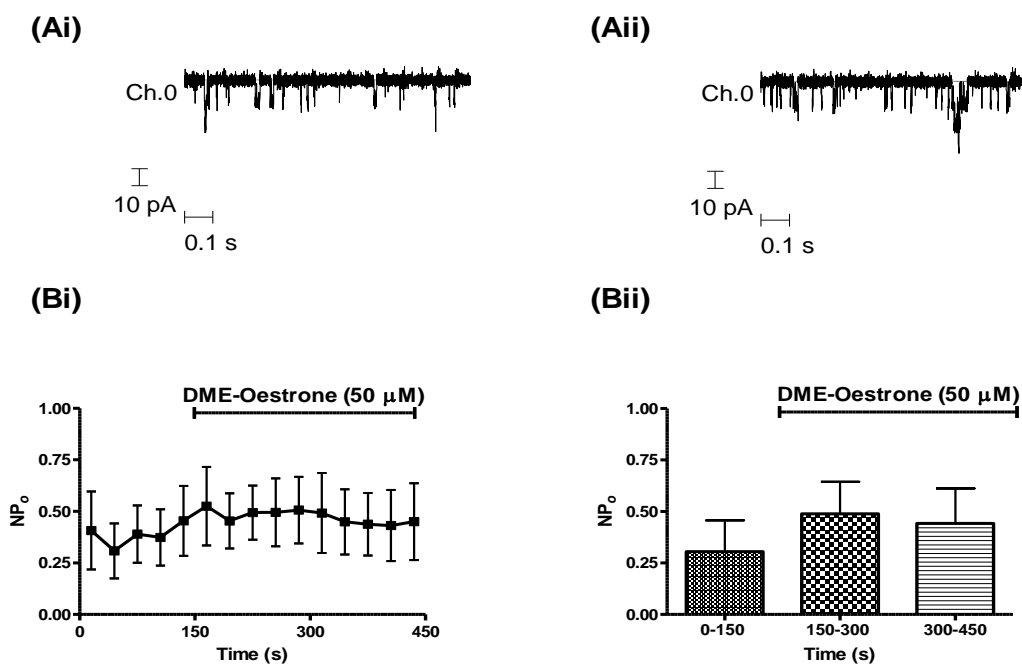 (Ai)
Ch.0
10 pA
0.1 s
(Aii)
Ch.0
10 pA
0.1 s
(Bi)
DME-Oestrone (50 µM)
1.00
0.75
0.50
0.25
0.00
NPo
0 150 300 450
Time (s)
(Bii)
DME-Oestrone (50 µM)
1.00
0.75
0.50
0.25
0.00
NPo
0-150 150-300 300-450
Time (s)